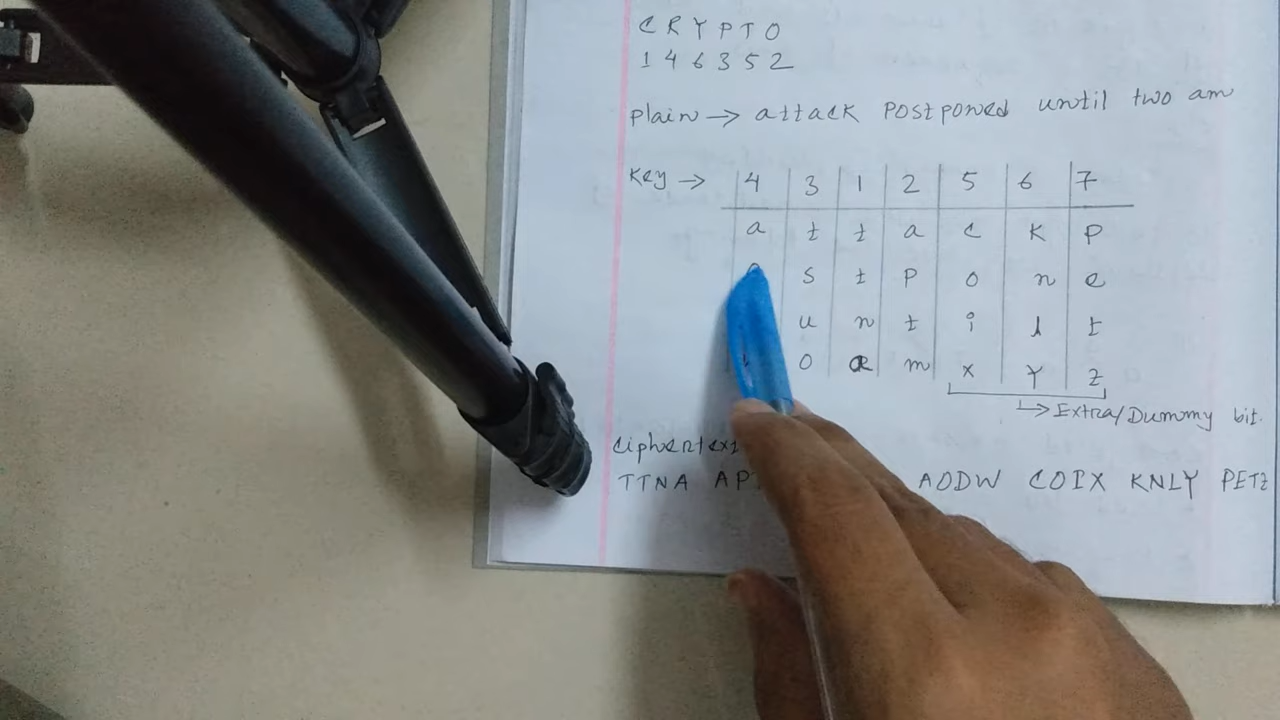 CRYPTO
146352
Plain → attack postponed until two am
Key → 4 3 1 2 5 6 7
a t t a c k p
s t p o n e
u n t i l t
o a m x y z
↳ Extra/Dummy bit.
Ciphertext
TTNA AODW COIX KNLY PETZ